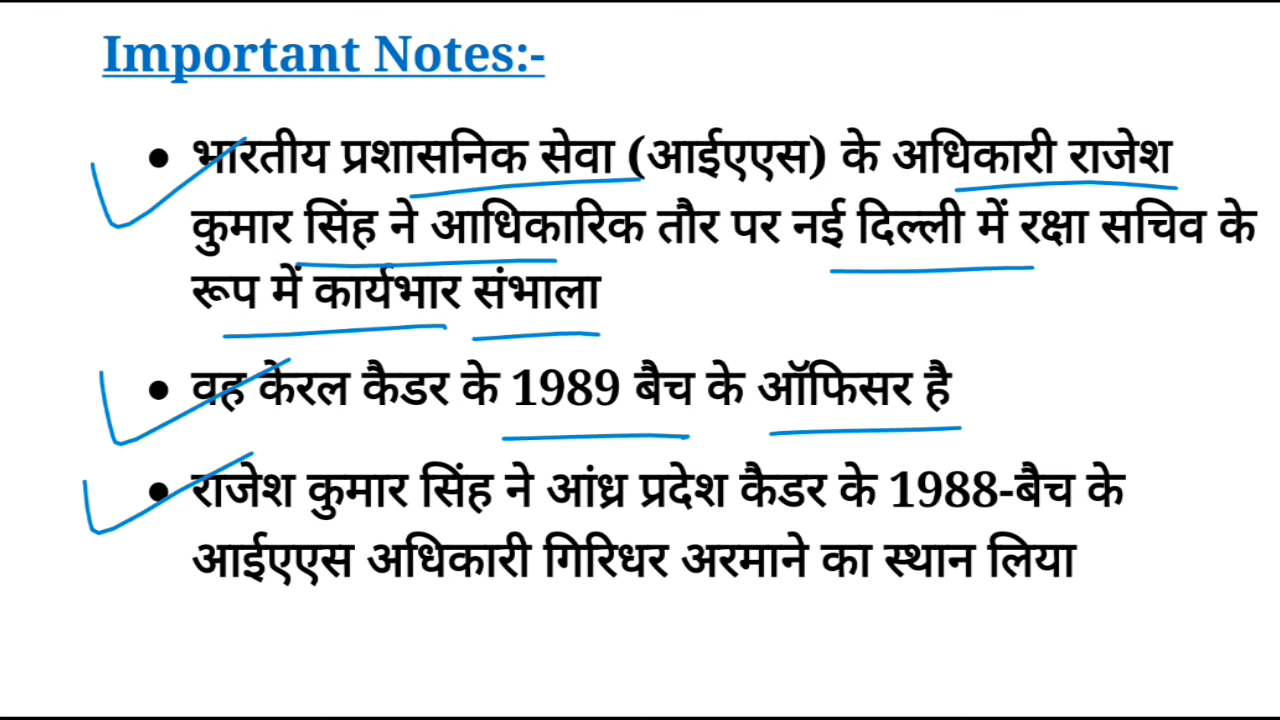 Important Notes:-
• भारतीय प्रशासनिक सेवा (आईएएस) के अधिकारी राजेश
कुमार सिंह ने आधिकारिक तौर पर नई दिल्ली में रक्षा सचिव के
रूप में कार्यभार संभाला
• वह केरल कैडर के 1989 बैच के ऑफिसर है
• राजेश कुमार सिंह ने आंध्र प्रदेश कैडर के 1988-बैच के
आईएएस अधिकारी गिरिधर अरमाने का स्थान लिया